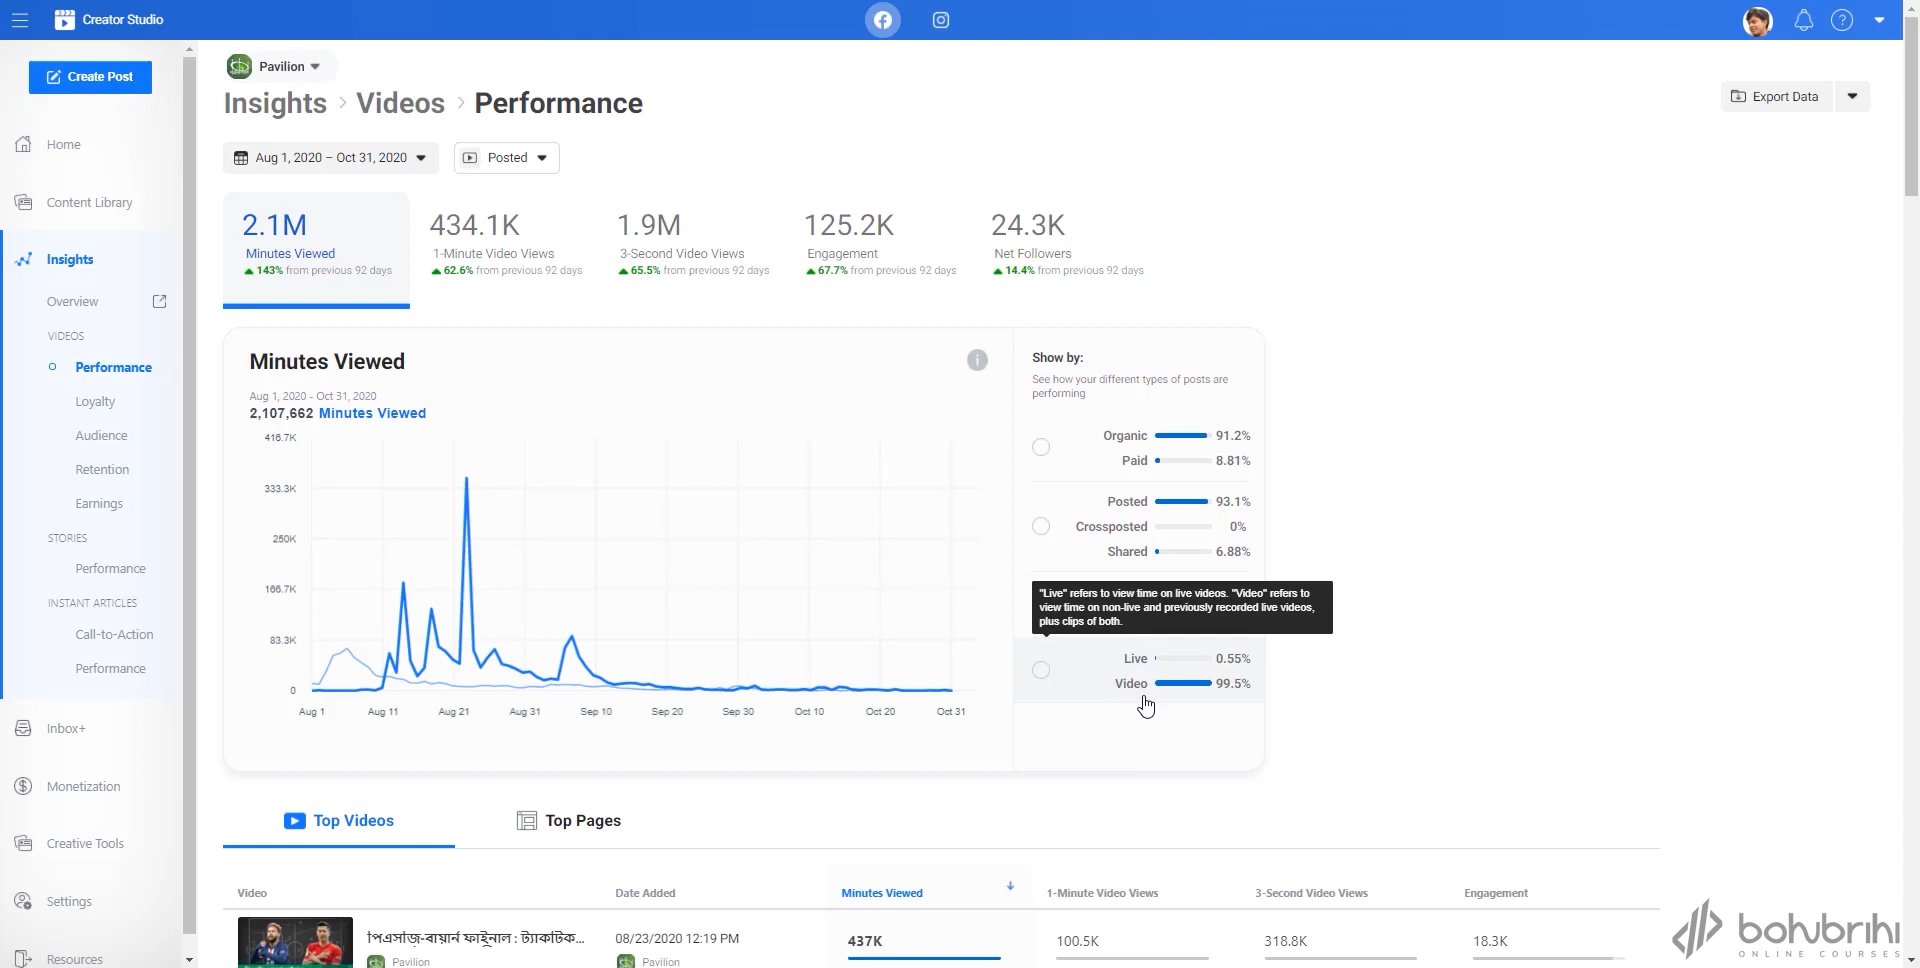 Creator Studio
Create Post
Home
Content Library
Insights
Overview
VIDEOS
Performance
Loyalty
Audience
Retention
Earnings
STORIES
Performance
INSTANT ARTICLES
Call-to-Action
Performance
Inbox+
Monetization
Creative Tools
Settings
Resources
Pavilion
Insights > Videos > Performance
Export Data
Aug 1, 2020 – Oct 31, 2020
Posted
2.1M
Minutes Viewed
143% from previous 92 days
434.1K
1-Minute Video Views
62.6% from previous 92 days
1.9M
3-Second Video Views
65.5% from previous 92 days
125.2K
Engagement
67.7% from previous 92 days
24.3K
Net Followers
14.4% from previous 92 days
Minutes Viewed
Aug 1, 2020 - Oct 31, 2020
2,107,662 Minutes Viewed
416.7K
333.3K
250K
166.7K
83.3K
0
Aug 1 Aug 11 Aug 21 Aug 31 Sep 10 Sep 20 Sep 30 Oct 10 Oct 20 Oct 31
Show by:
See how your different types of posts are
performing
Organic 91.2%
Paid 8.81%
Posted 93.1%
Crossposted 0%
Shared 6.88%
"Live" refers to view time on live videos. "Video" refers to
view time on non-live and previously recorded live videos,
plus clips of both.
Live 0.55%
Video 99.5%
Top Videos
Top Pages
Video Date Added Minutes Viewed 1-Minute Video Views 3-Second Video Views Engagement
পিএসজি-বায়ার্ন ফাইনাল : ট্যাকটিক... 08/23/2020 12:19 PM 437K 100.5K 318.8K 18.3K
Pavilion Pavilion
bohubrihi
ONLINE COURSES